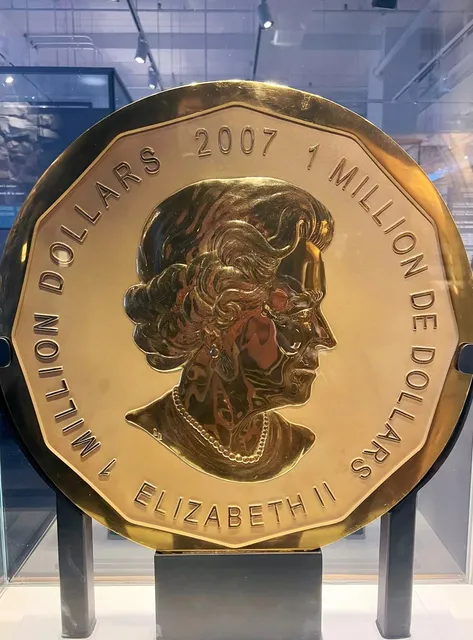 1 MILLION DOLLARS 2007 1 MILLION DE DOLLARS
ELIZABETH II